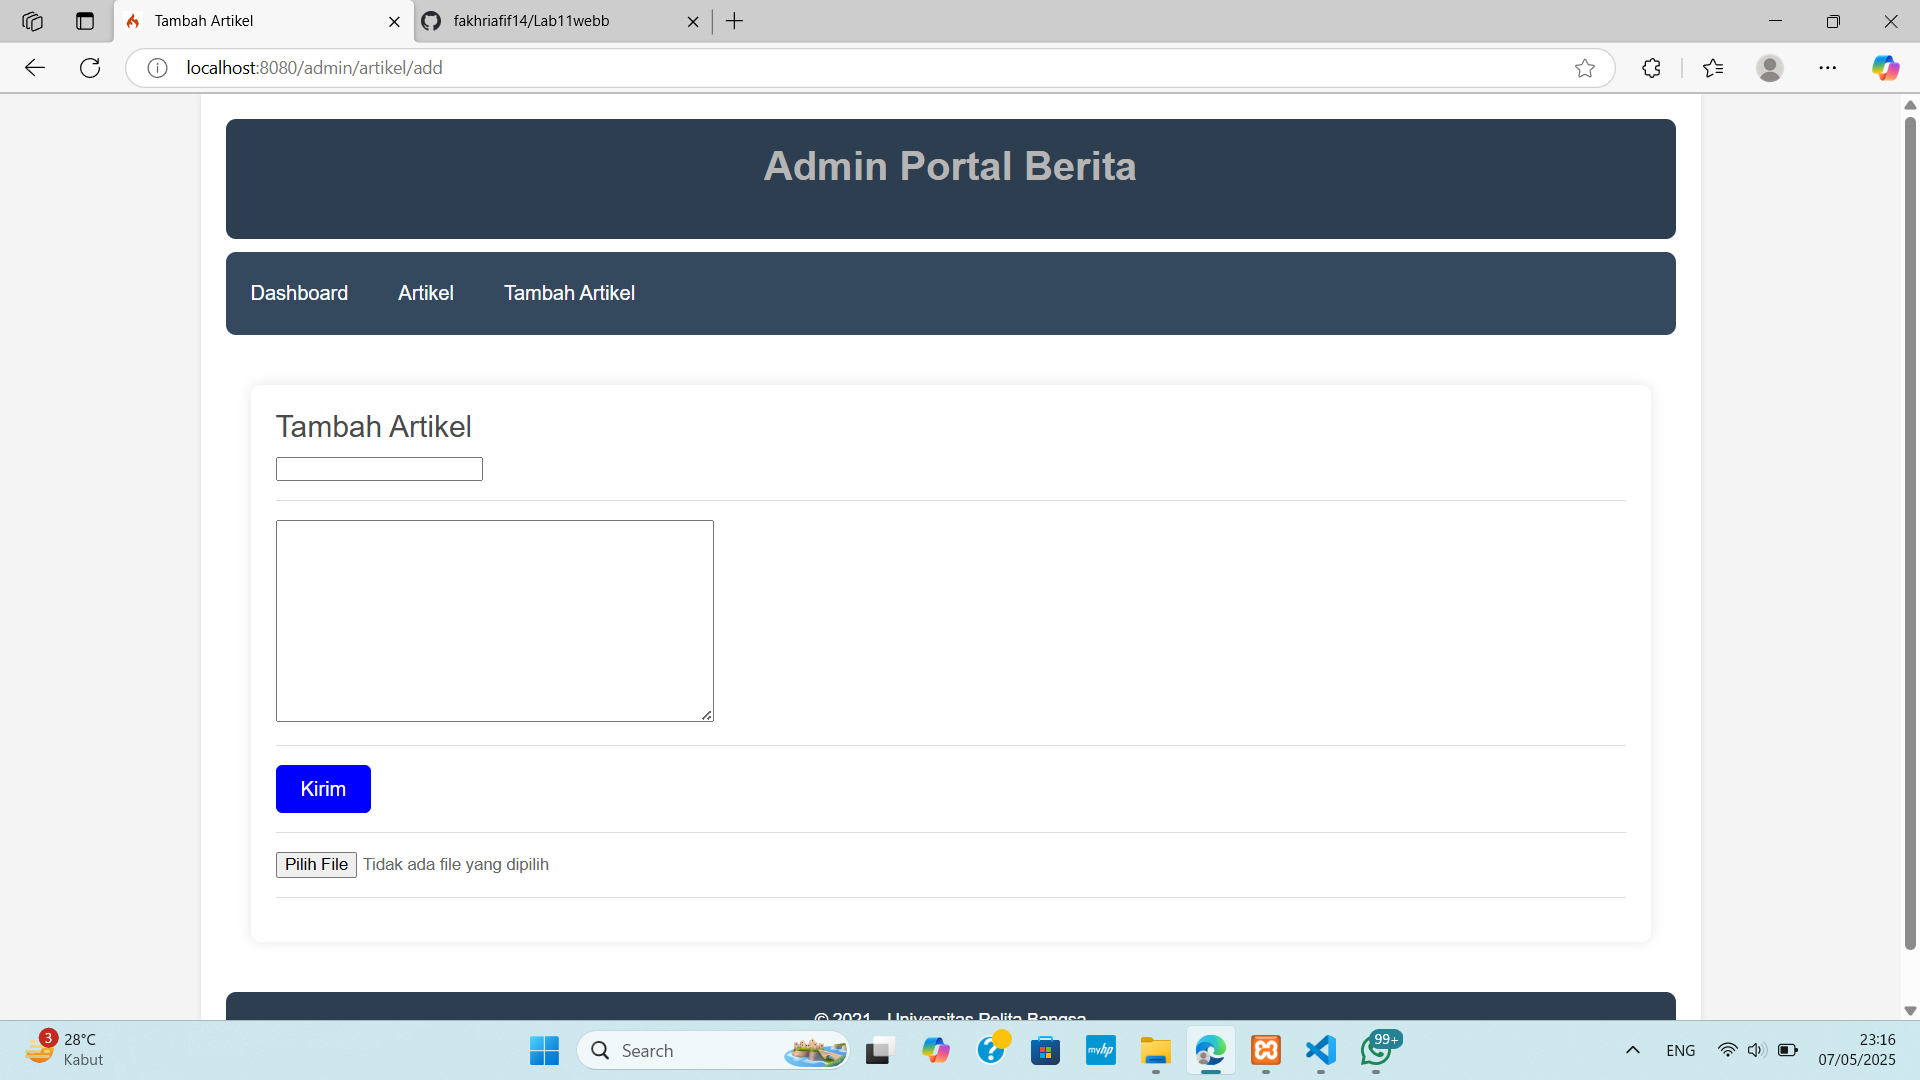 Tambah Artikel
fakhriafif14/Lab11webb
localhost:8080/admin/artikel/add
Admin Portal Berita
Dashboard Artikel Tambah Artikel
Tambah Artikel
Kirim
Pilih File Tidak ada file yang dipilih
© 2021 - Universitas Pelita Bangsa
3
28°C
Kabut
Search
myhp
99+
ENG
23:16
07/05/2025